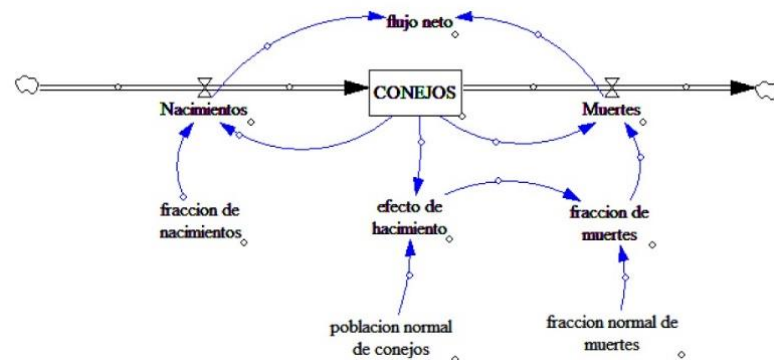 flujo neto
CONEJOS
Nacimientos
Muertes
fraccion de
nacimientos
efecto de
hacimiento
fraccion de
muertes
poblacion normal
de conejos
fraccion normal de
muertes